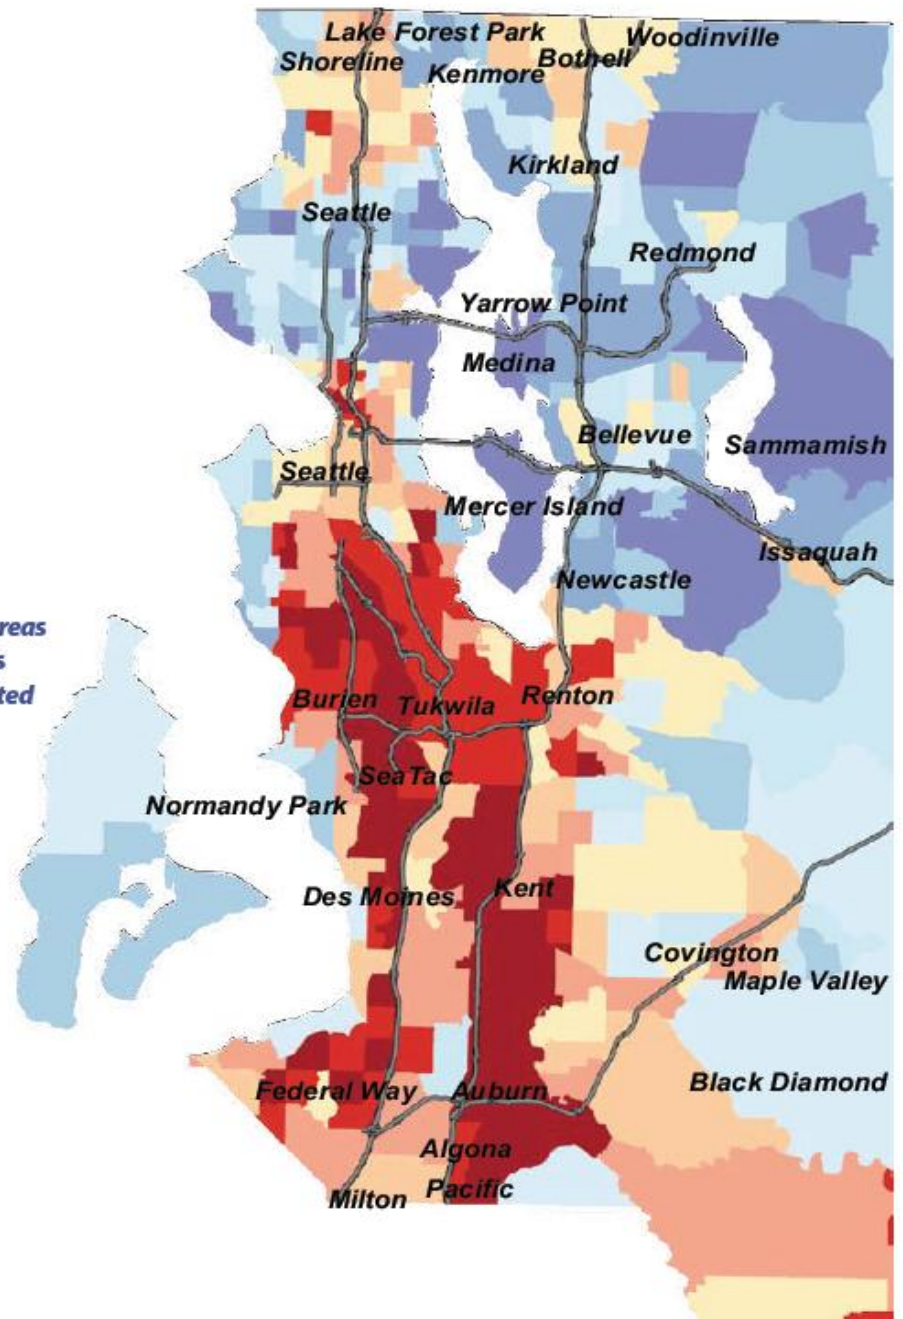 Lake Forest Park
Woodinville
Shoreline
Bothell
Kenmore
Kirkland
Seattle
Redmond
Yarrow Point
Medina
Bellevue
Sammamish
Seattle
Mercer Island
Issaquah
Newcastle
reas
s
ted
Burien
Tukwila
Renton
SeaTac
Normandy Park
Des Moines
Kent
Covington
Maple Valley
Black Diamond
Federal Way
Auburn
Algona
Pacific
Milton